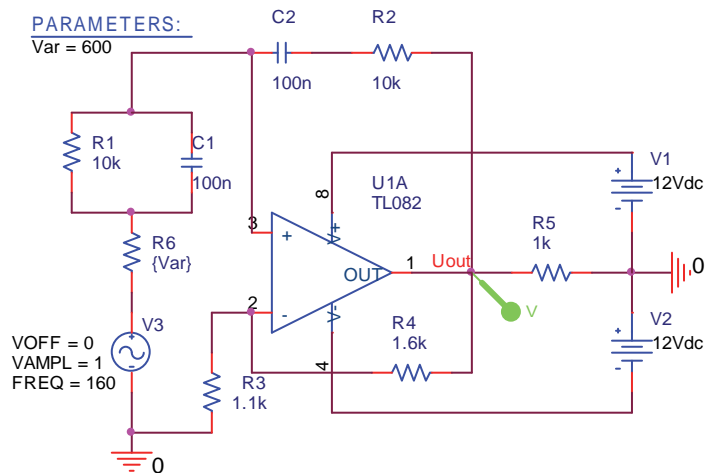 PARAMETERS:
Var = 600
C2
100n
R2
10k
R1
10k
C1
100n
R6
{Var}
V3
VOFF = 0
VAMPL = 1
FREQ = 160
0
R3
1.1k
3
2
+
-
V+
V-
OUT
8
4
1
U1A
TL082
Uout
V
R4
1.6k
R5
1k
V1
12Vdc
0
V2
12Vdc